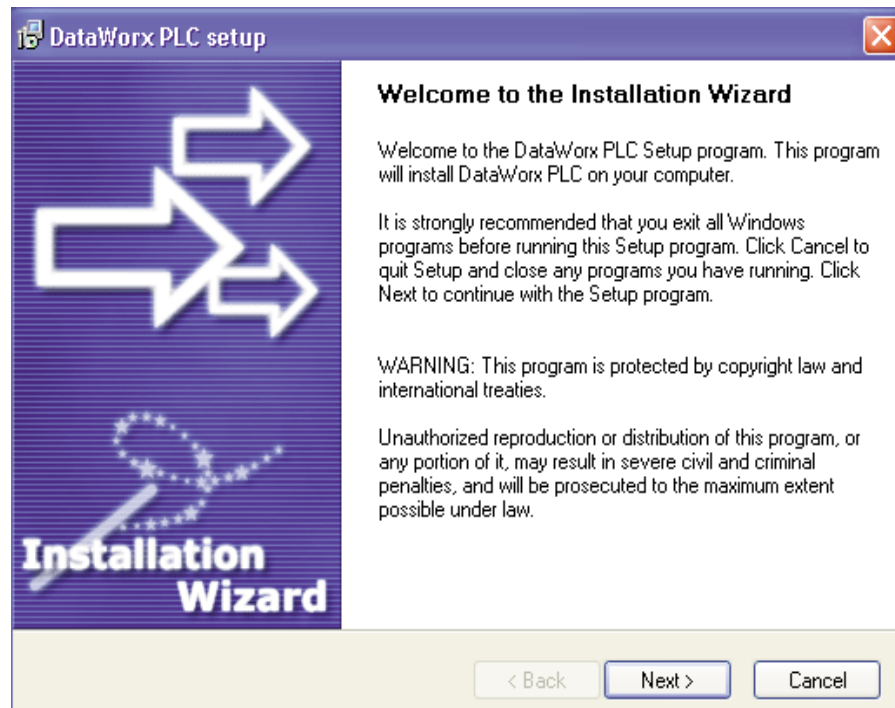 DataWorx PLC setup
Welcome to the Installation Wizard
Welcome to the DataWorx PLC Setup program. This program
will install DataWorx PLC on your computer.
It is strongly recommended that you exit all Windows
programs before running this Setup program. Click Cancel to
quit Setup and close any programs you have running. Click
Next to continue with the Setup program.
WARNING: This program is protected by copyright law and
international treaties.
Unauthorized reproduction or distribution of this program, or
any portion of it, may result in severe civil and criminal
penalties, and will be prosecuted to the maximum extent
possible under law.
Installation
Wizard
< Back
Next >
Cancel